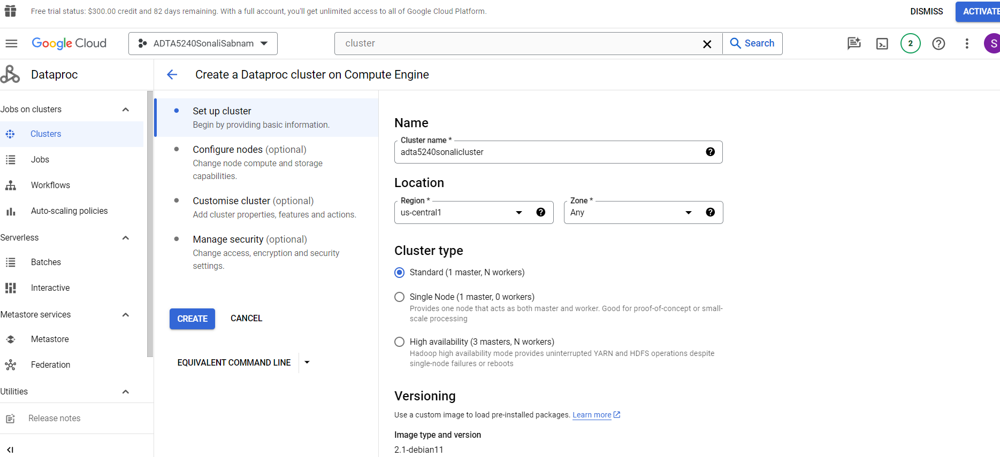 Free trial status: $300.00 credit and 82 days remaining. With a full account, you'll get unlimited access to all of Google Cloud Platform.
DISMISS
ACTIVATE
Google Cloud
ADTA5240SonaliSabnam
cluster
Search
2
S
Dataproc
Create a Dataproc cluster on Compute Engine
Jobs on clusters
Clusters
Jobs
Workflows
Auto-scaling policies
Serverless
Batches
Interactive
Metastore services
Metastore
Federation
Utilities
Release notes
Set up cluster
Begin by providing basic information.
Configure nodes (optional)
Change node compute and storage
capabilities.
Customise cluster (optional)
Add cluster properties, features and actions.
Manage security (optional)
Change access, encryption and security
settings.
CREATE
CANCEL
EQUIVALENT COMMAND LINE
Name
Cluster name *
adta5240sonalicluster
Location
Region *
us-central1
Zone *
Any
Cluster type
Standard (1 master, N workers)
Single Node (1 master, 0 workers)
Provides one node that acts as both master and worker. Good for proof-of-concept or small-
scale processing
High availability (3 masters, N workers)
Hadoop high availability mode provides uninterrupted YARN and HDFS operations despite
single-node failures or reboots
Versioning
Use a custom image to load pre-installed packages. Learn more
Image type and version
2.1-debian11